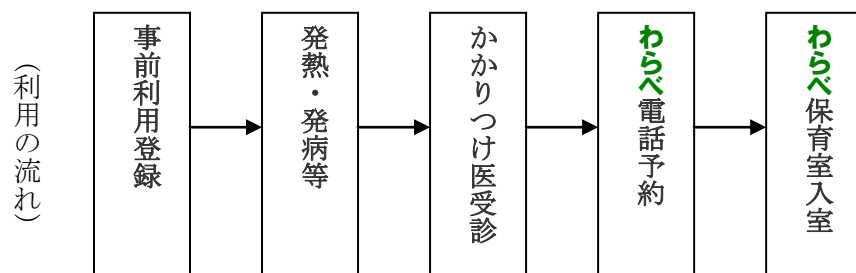 （利用の流れ）
事前利用登録
発熱・発病等
かかりつけ医受診
わらべ電話予約
わらべ保育室入室